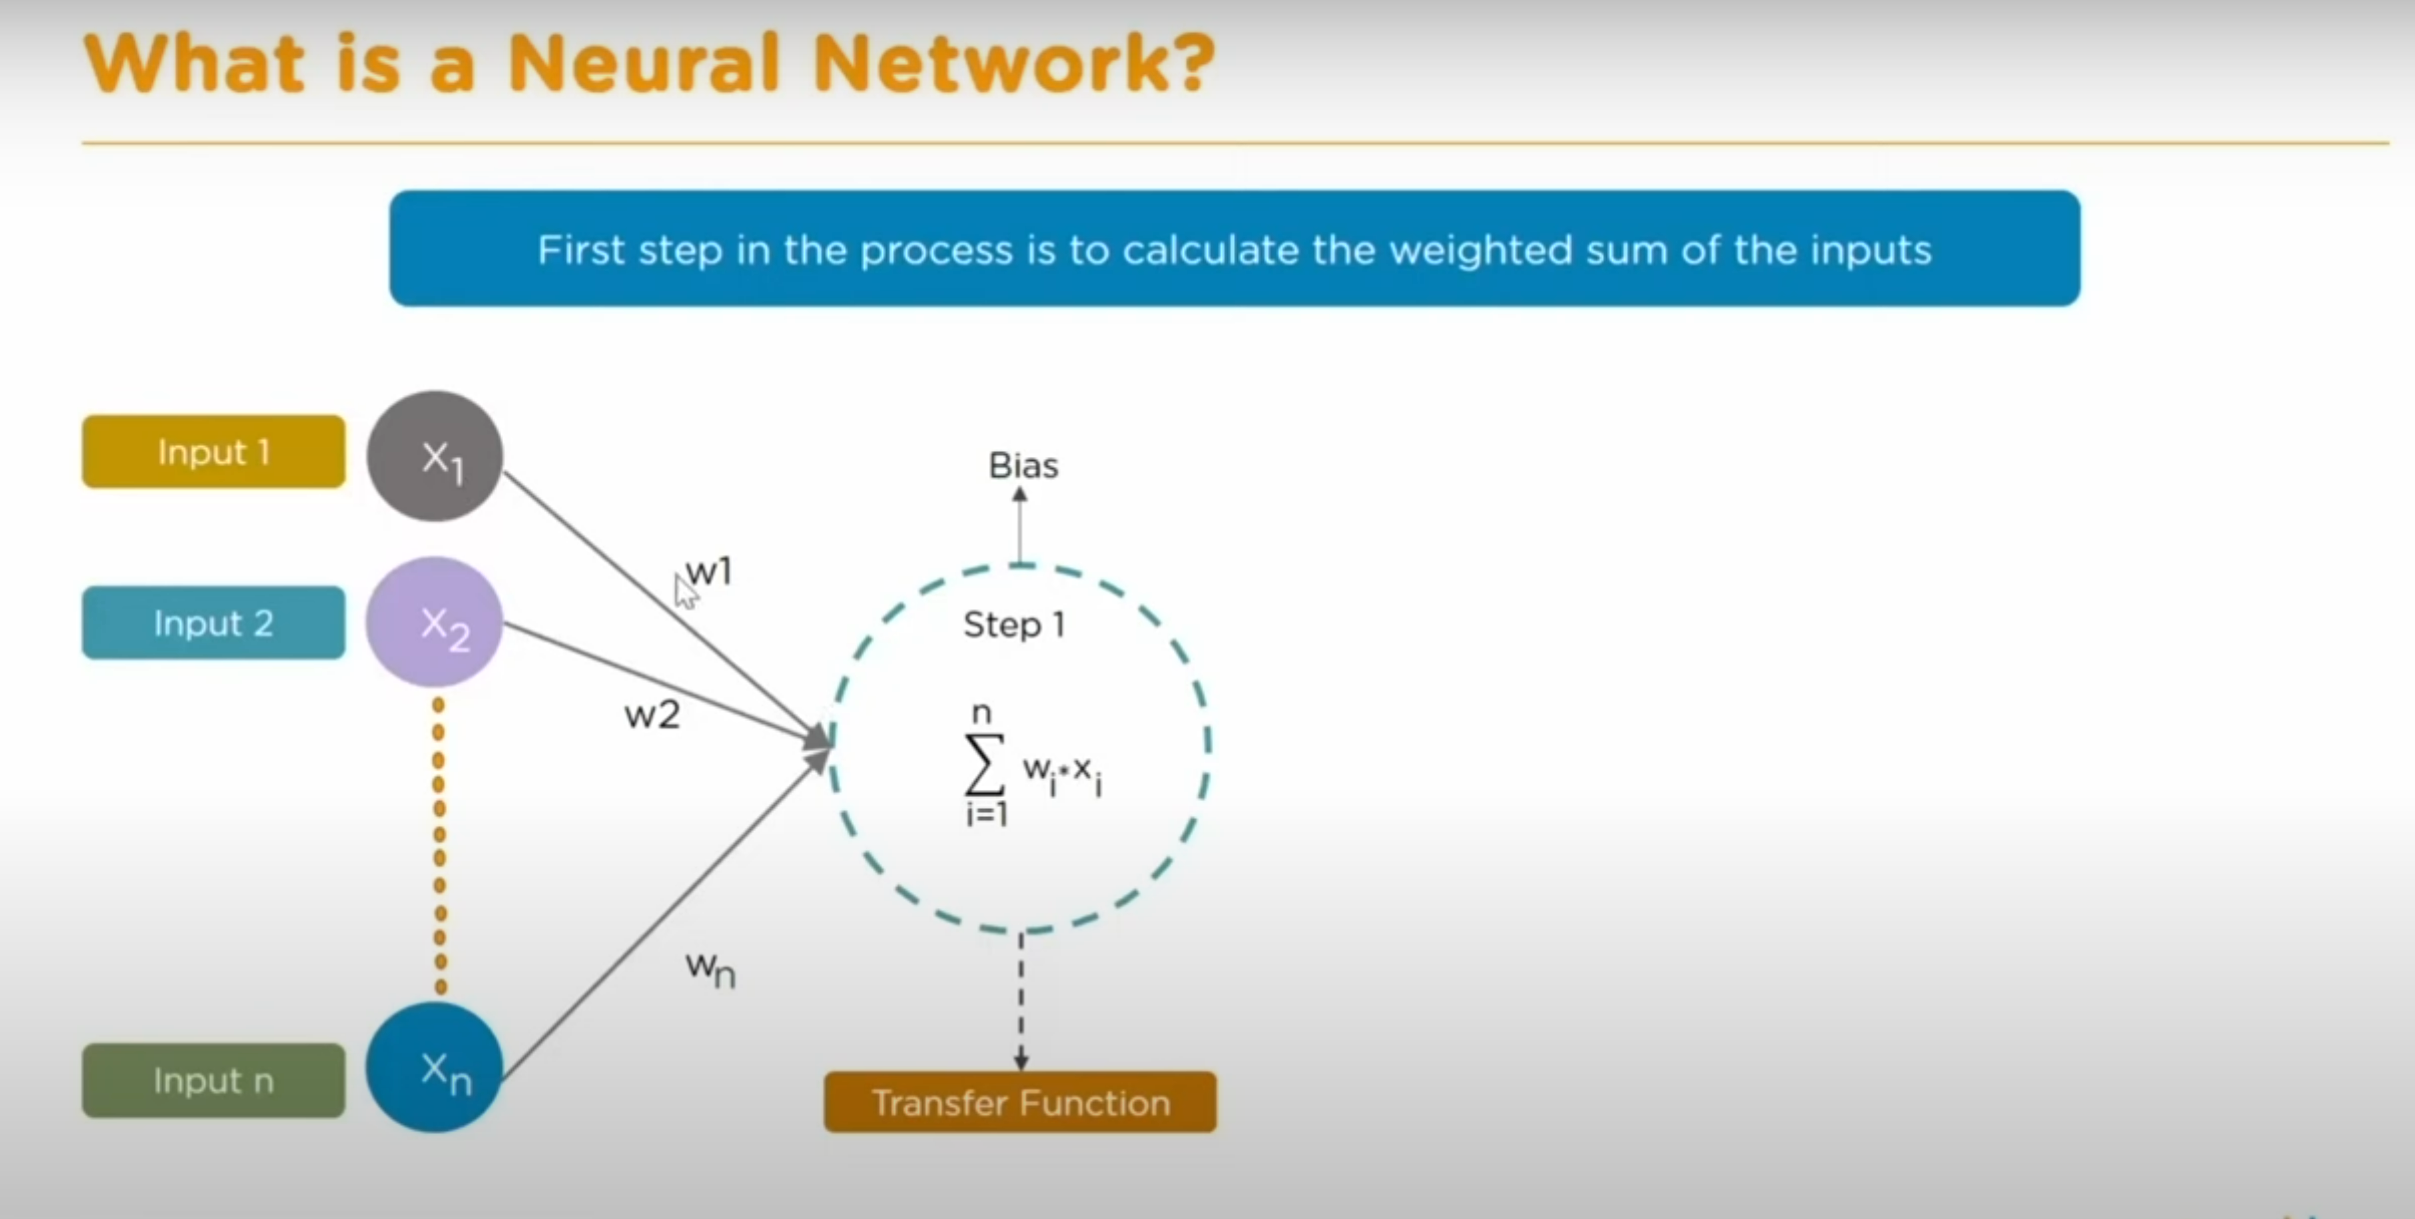 What is a Neural Network?
First step in the process is to calculate the weighted sum of the inputs
Input 1
x₁
Input 2
x₂
Input n
xₙ
w1
w2
wₙ
Bias
Step 1
n
∑ wᵢ*xᵢ
i=1
Transfer Function